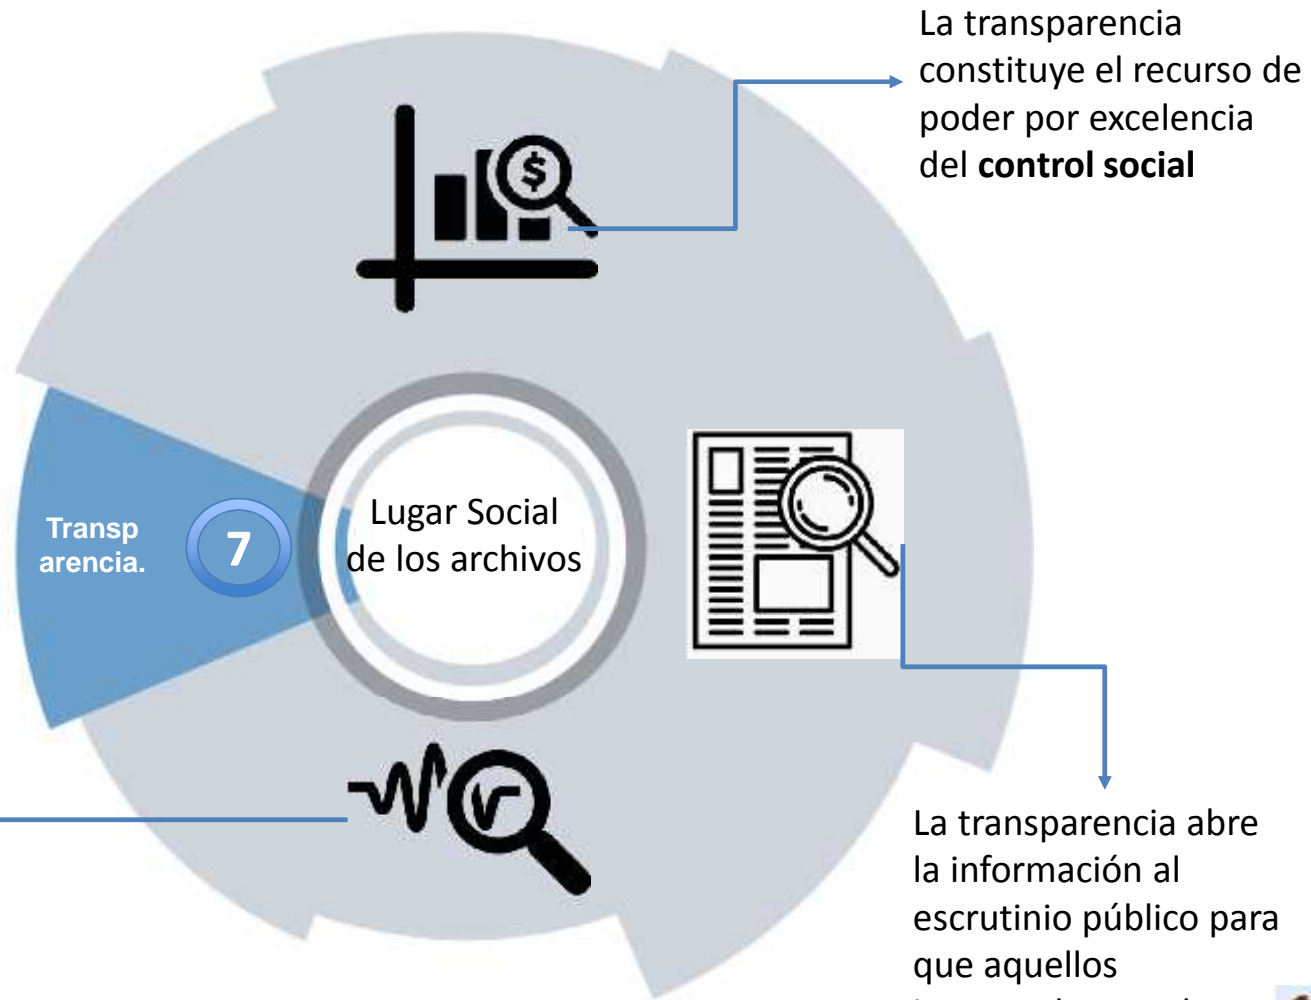 La transparencia
constituye el recurso de
poder por excelencia
del control social
$
Transp
arencia.
7
Lugar Social
de los archivos
La transparencia abre
la información al
escrutinio público para
que aquellos